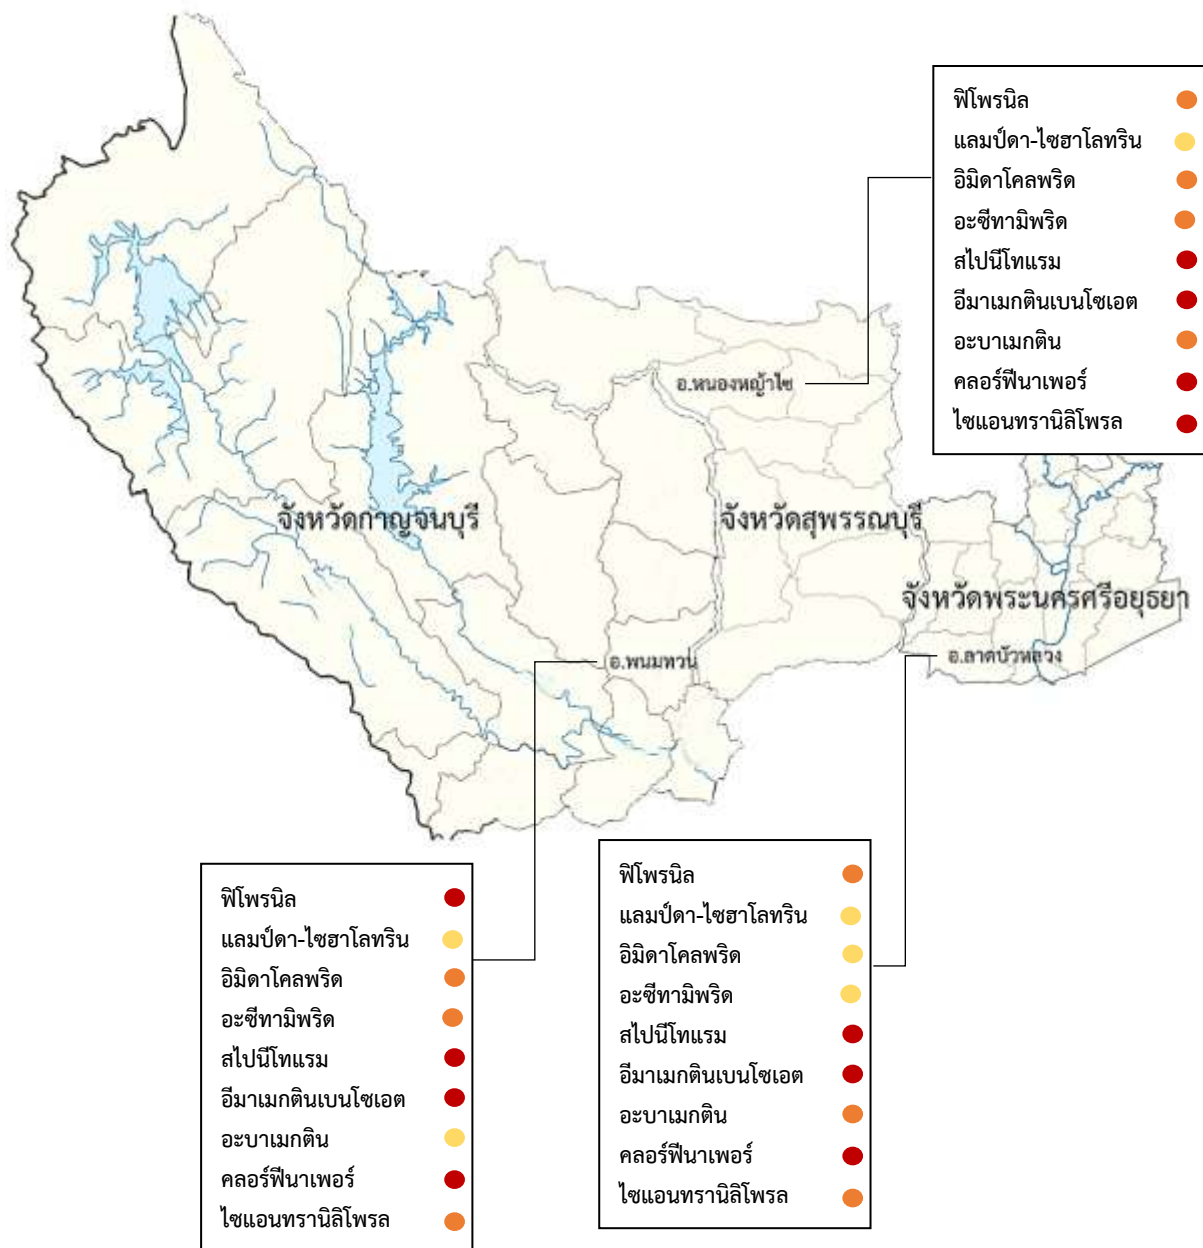 ฟิโพรนิล
แลมป์ดา-ไซฮาโลทริน
อิมิดาโคลพริด
อะซีทามิพริด
สไปนีโทแรม
อีมาเมกตินเบนโซเอต
อะบาเมกติน
คลอร์ฟีนาเพอร์
ไซแอนทรานิลิโพรล
อ.หนองหญ้าไซ
จังหวัดกาญจนบุรี
จังหวัดสุพรรณบุรี
จังหวัดพระนครศรีอยุธยา
อ.พนมทวน
อ.ลาดบัวหลวง
ฟิโพรนิล
แลมป์ดา-ไซฮาโลทริน
อิมิดาโคลพริด
อะซีทามิพริด
สไปนีโทแรม
อีมาเมกตินเบนโซเอต
อะบาเมกติน
คลอร์ฟีนาเพอร์
ไซแอนทรานิลิโพรล
ฟิโพรนิล
แลมป์ดา-ไซฮาโลทริน
อิมิดาโคลพริด
อะซีทามิพริด
สไปนีโทแรม
อีมาเมกตินเบนโซเอต
อะบาเมกติน
คลอร์ฟีนาเพอร์
ไซแอนทรานิลิโพรล